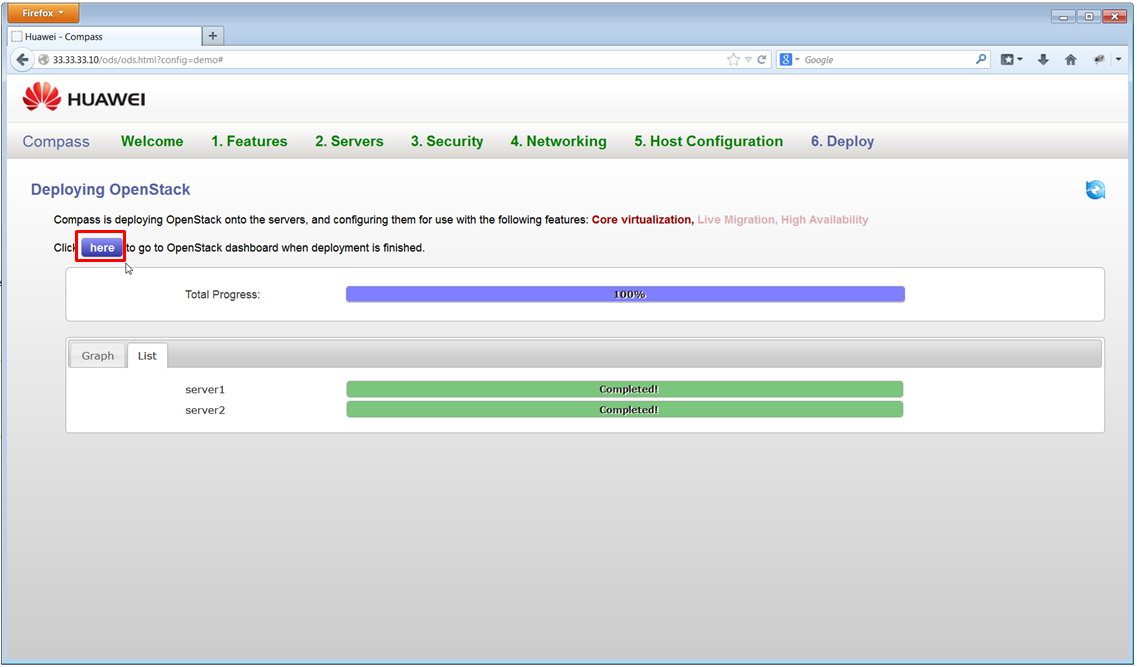 Firefox
Huawei - Compass
33.33.33.10/ods/ods.html?config=demo#
Google
HUAWEI
Compass Welcome 1. Features 2. Servers 3. Security 4. Networking 5. Host Configuration 6. Deploy
Deploying OpenStack
Compass is deploying OpenStack onto the servers, and configuring them for use with the following features: Core virtualization, Live Migration, High Availability
Click here to go to OpenStack dashboard when deployment is finished.
Total Progress: 100%
Graph List
server1 Completed!
server2 Completed!